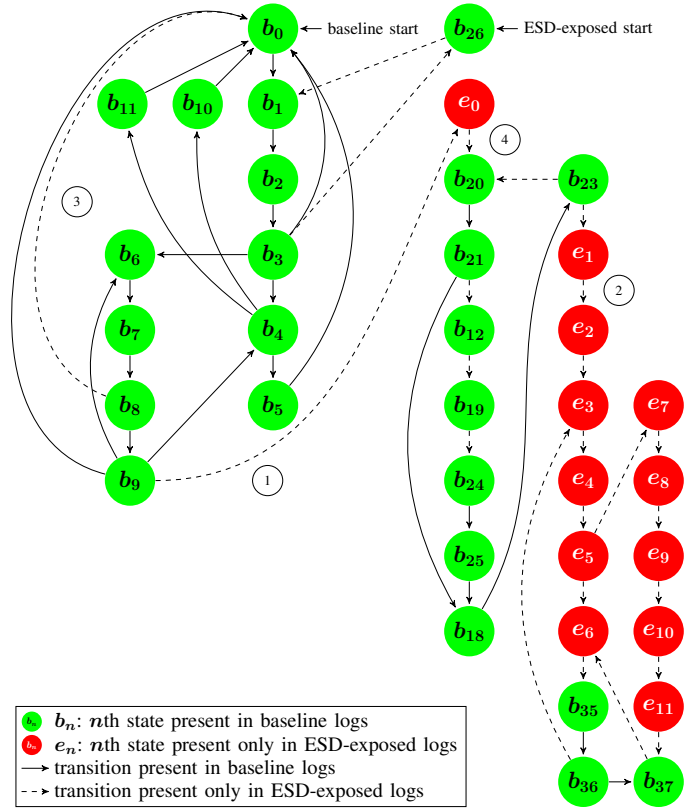 b0 baseline start b26 ESD-exposed start
b11 b10 b1 e0
4
b2 b20 b23
3
b6 b3 b21 e1
2
b7 b4 b12 e2
b8 b5 b19 e3 e7
b9 1 b24 e4 e8
b25 e5 e9
b18 e6 e10
b35 e11
b36 b37
bn bn: nth state present in baseline logs
bn en: nth state present only in ESD-exposed logs
transition present in baseline logs
transition present only in ESD-exposed logs